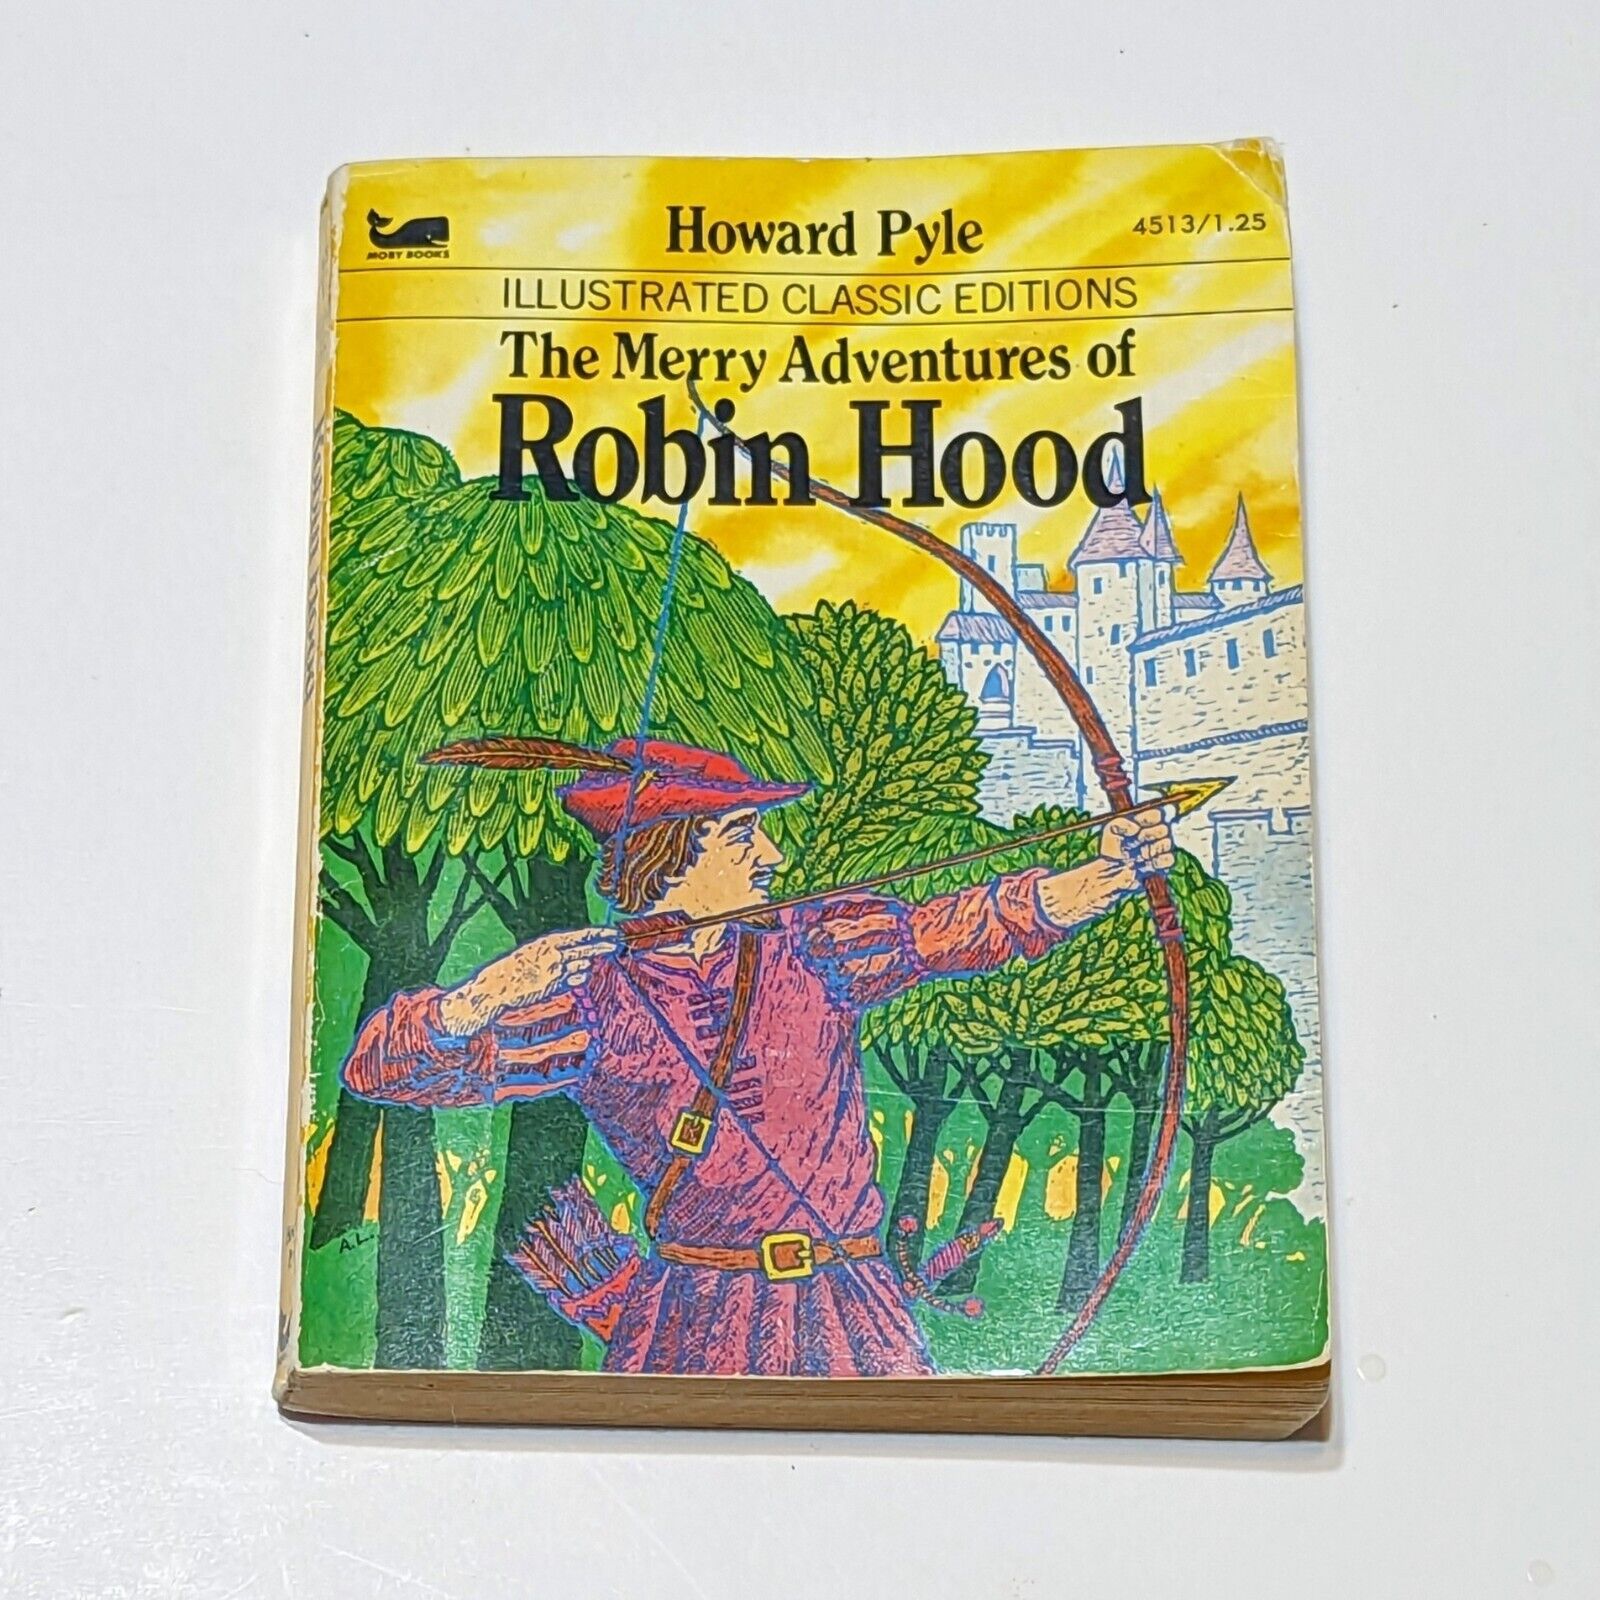 Howard Pyle
4513/1.25
MOBY BOOKS
ILLUSTRATED CLASSIC EDITIONS
The Merry Adventures of
Robin Hood
A.L.